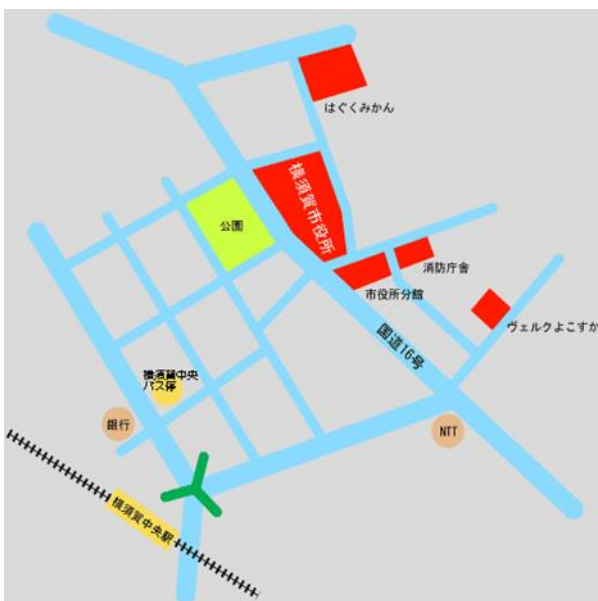 はぐくみかん
横須賀市役所
公園
消防庁舎
市役所分館
ヴェルクよこすか
国道16号
横須賀中央
バス停
銀行
NTT
横須賀中央駅